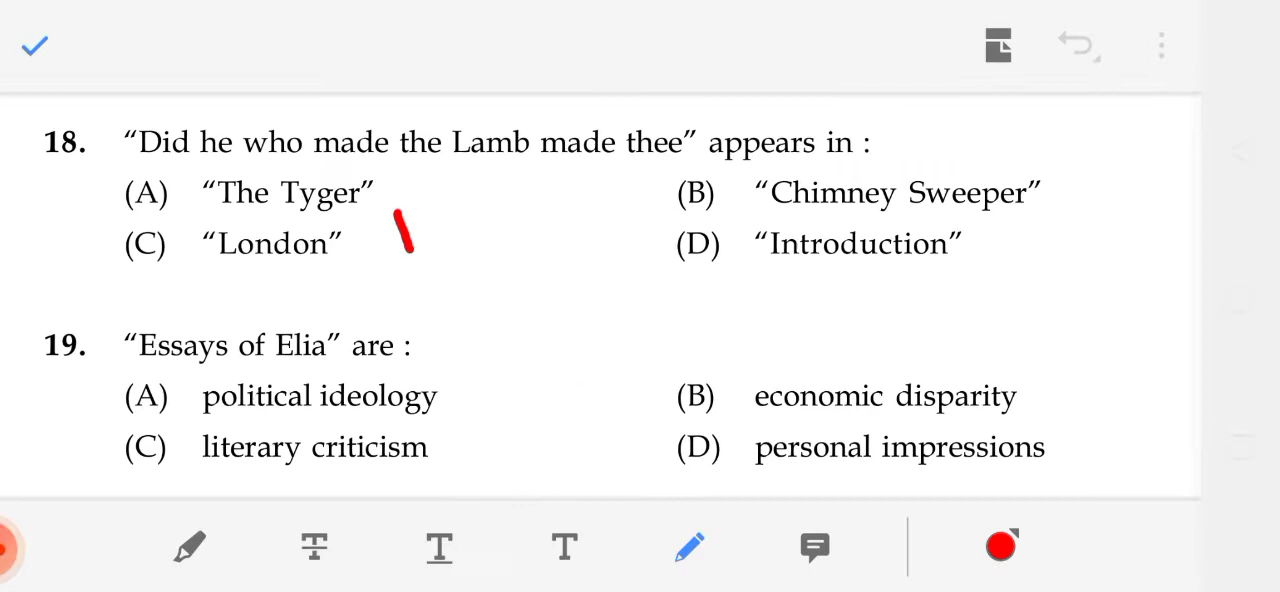 18. “Did he who made the Lamb made thee” appears in :
(A) “The Tyger” (B) “Chimney Sweeper”
(C) “London” (D) “Introduction”
19. “Essays of Elia” are :
(A) political ideology (B) economic disparity
(C) literary criticism (D) personal impressions